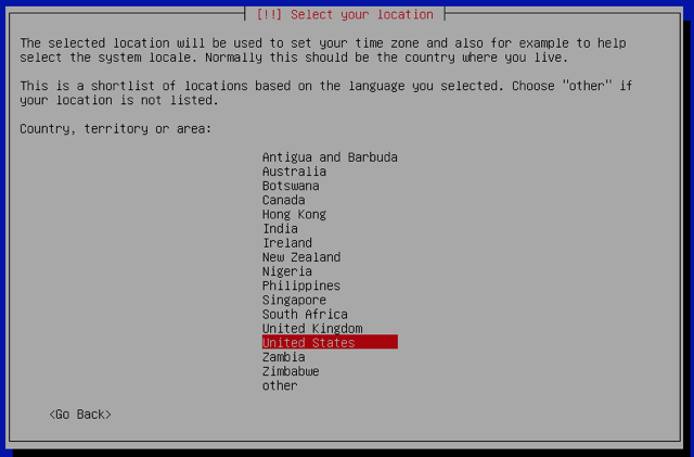 [!!] Select your location
The selected location will be used to set your time zone and also for example to help
select the system locale. Normally this should be the country where you live.
This is a shortlist of locations based on the language you selected. Choose "other" if
your location is not listed.
Country, territory or area:
Antigua and Barbuda
Australia
Botswana
Canada
Hong Kong
India
Ireland
New Zealand
Nigeria
Philippines
Singapore
South Africa
United Kingdom
United States
Zambia
Zimbabwe
other
<Go Back>